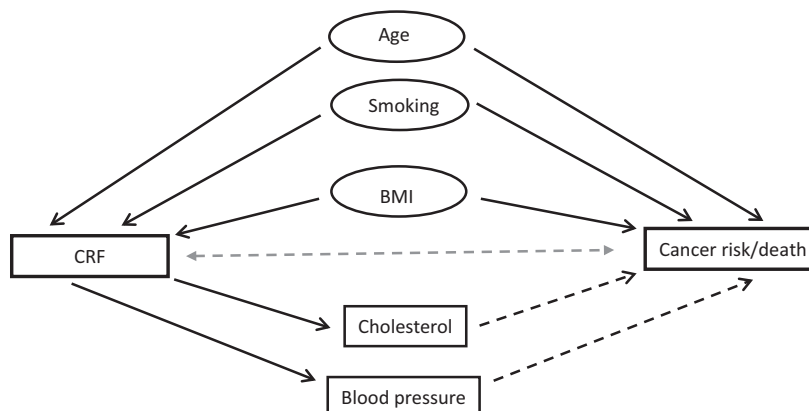 Age
Smoking
BMI
CRF
Cancer risk/death
Cholesterol
Blood pressure